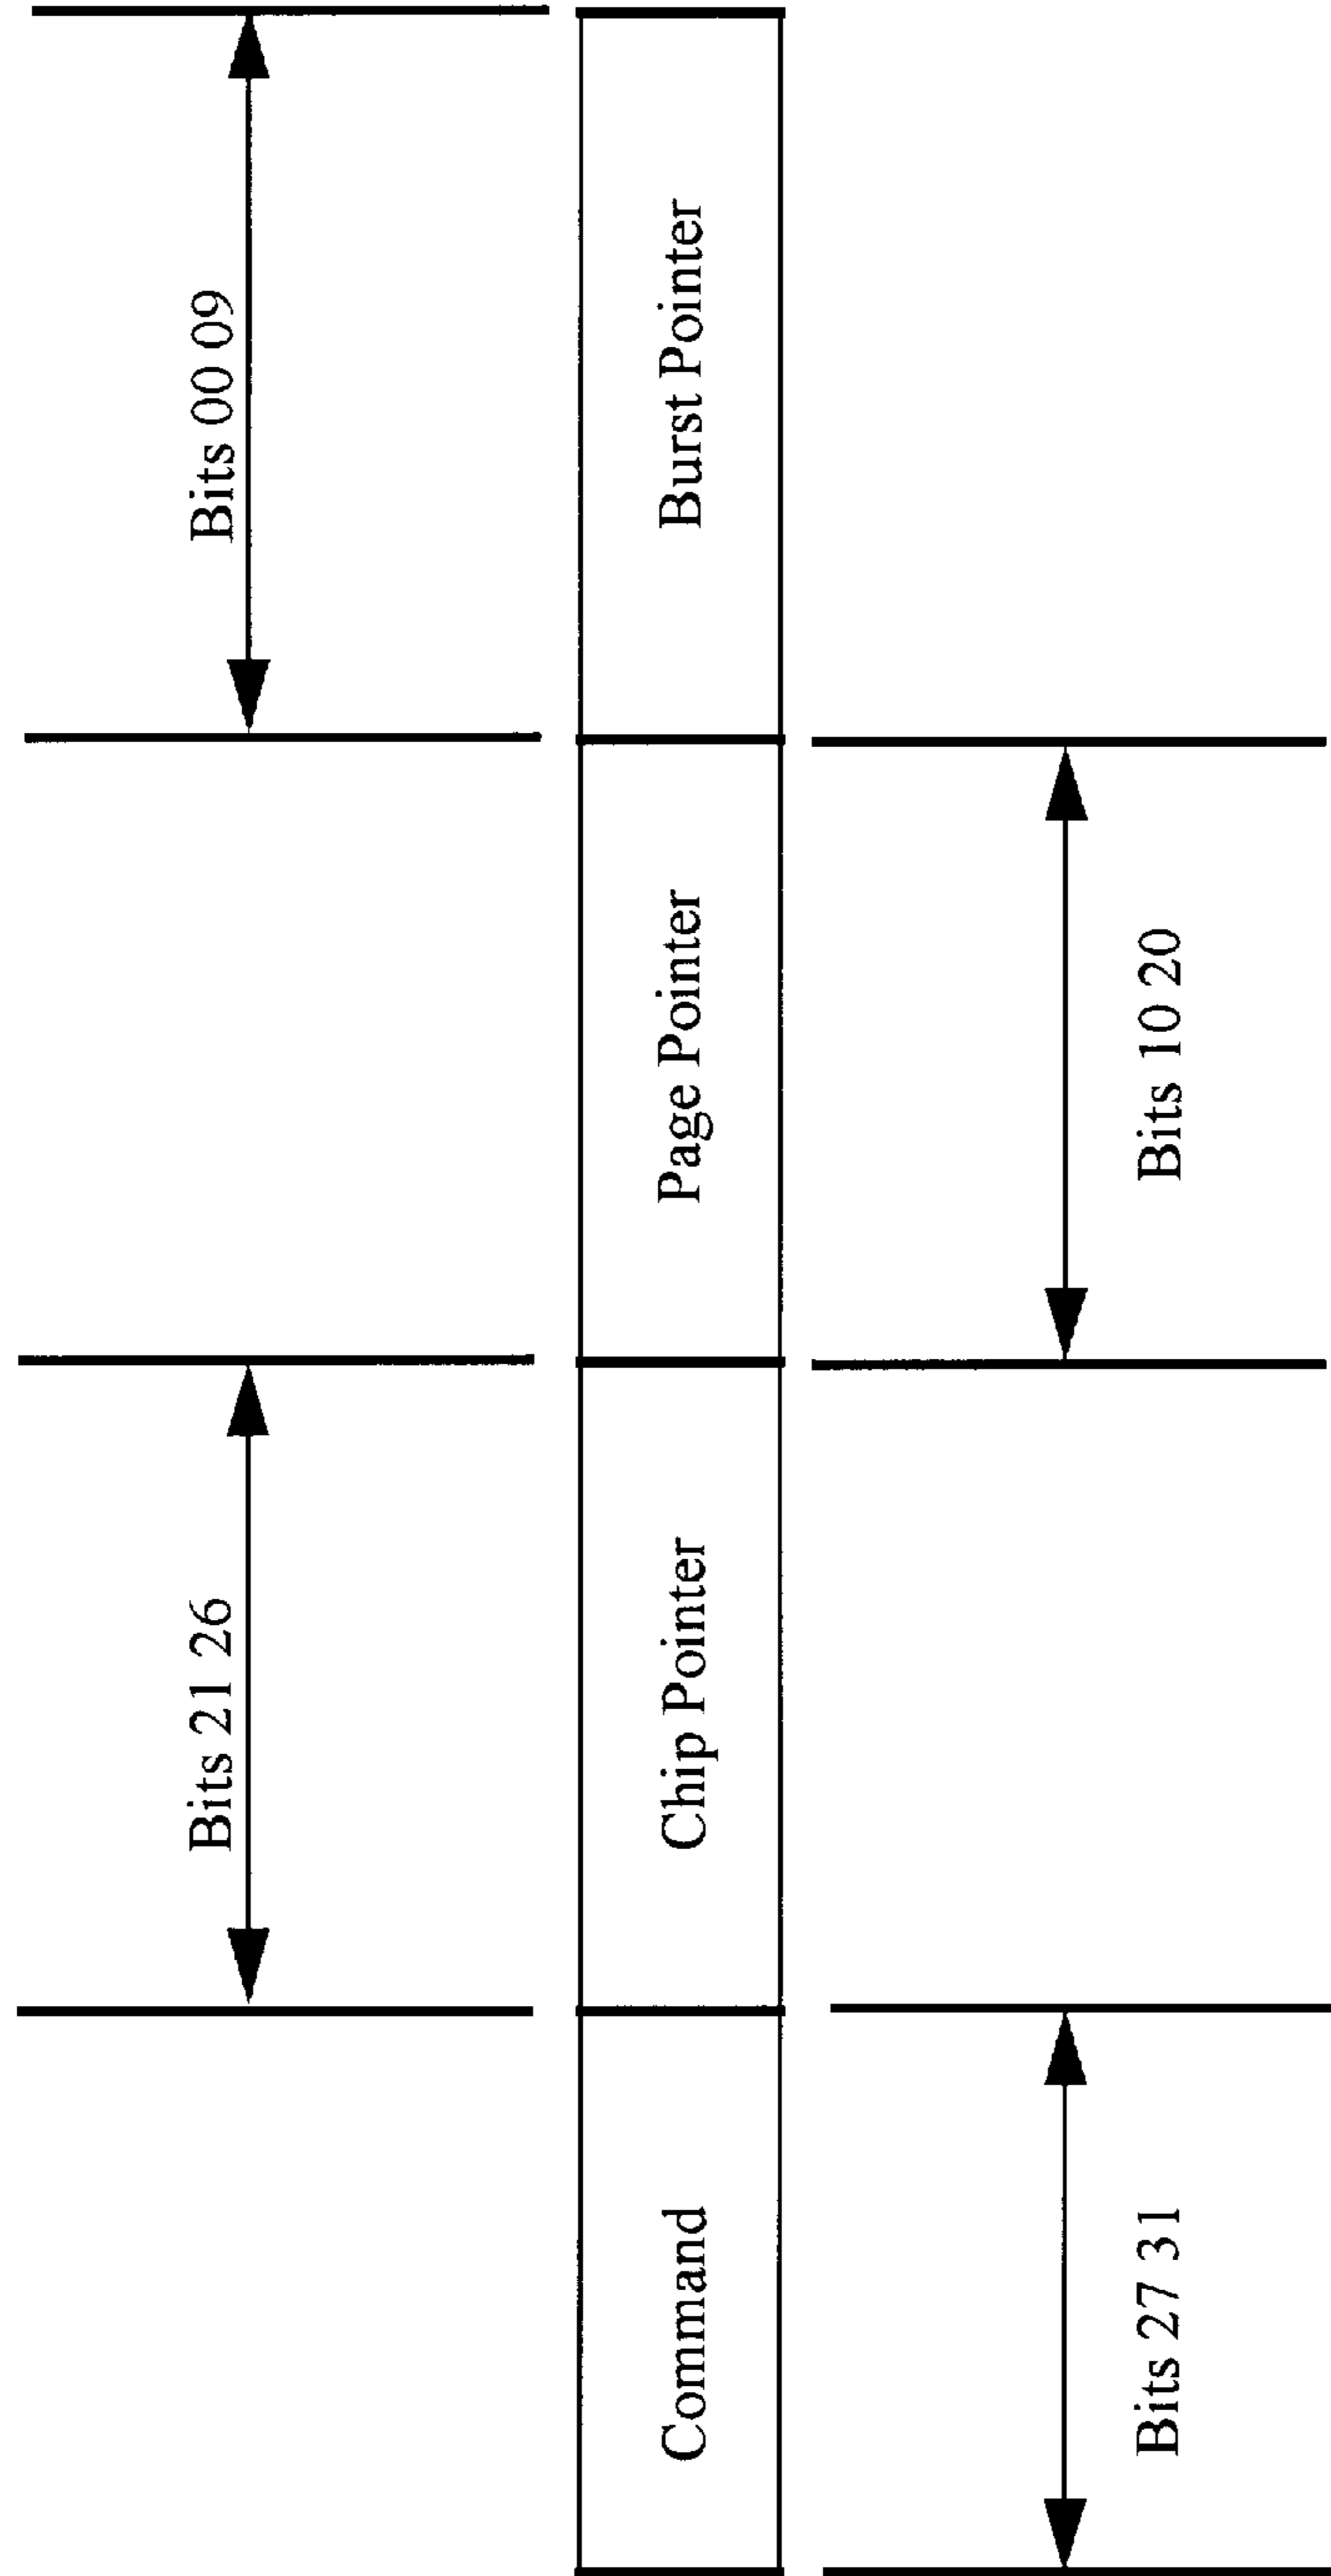 Bits 21 26
Bits 00 09
Command
Chip Pointer
Page Pointer
Burst Pointer
Bits 27 31
Bits 10 20